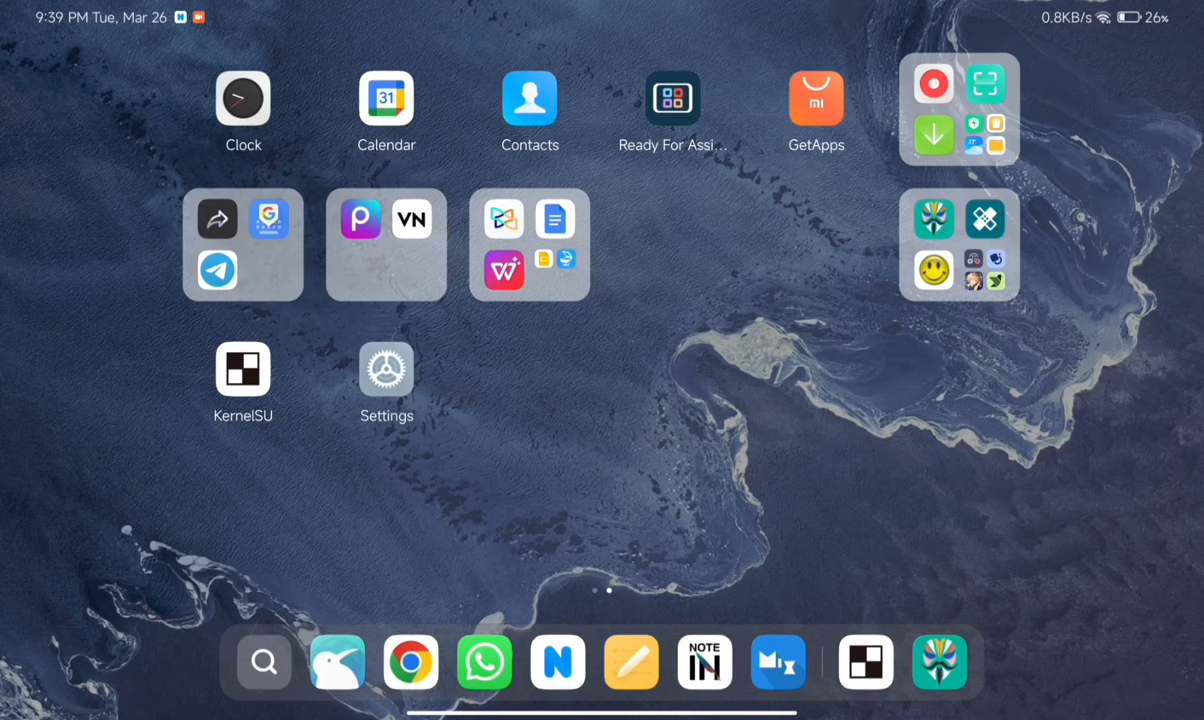 9:39 PM Tue, Mar 26
0.8KB/s 26%
31
mi
Clock
Calendar
Contacts
Ready For Assi...
GetApps
VN
KernelSU
Settings
NOTE
IN